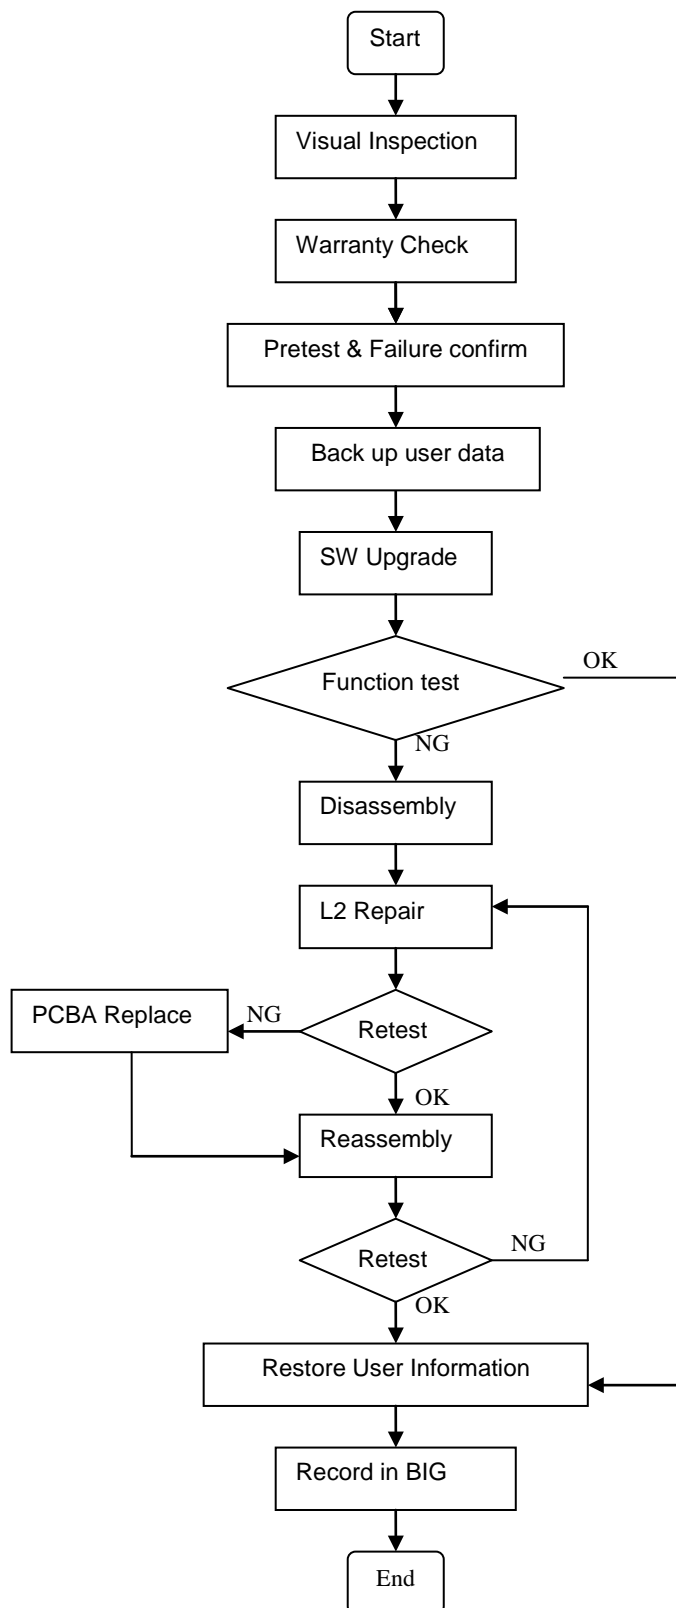 Start
Visual Inspection
Warranty Check
Pretest & Failure confirm
Back up user data
SW Upgrade
Function test
OK
NG
Disassembly
L2 Repair
PCBA Replace
NG
Retest
OK
Reassembly
Retest
NG
OK
Restore User Information
Record in BIG
End